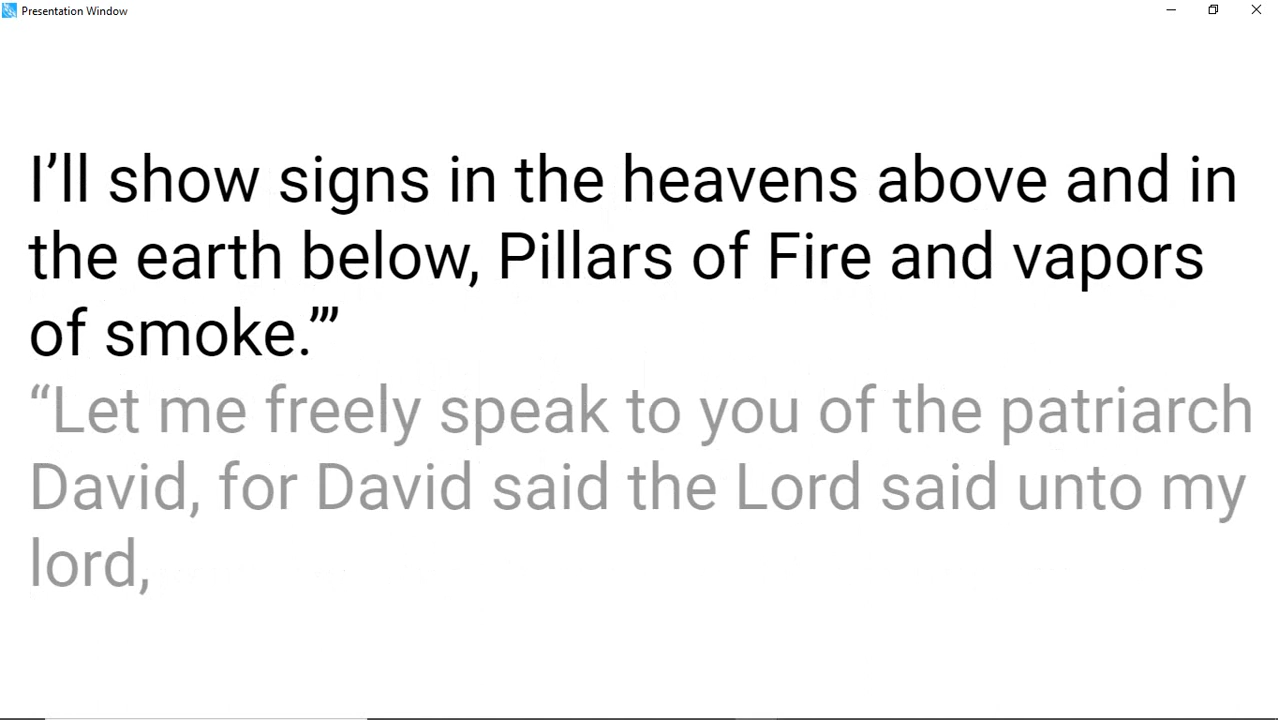 Presentation Window
I’ll show signs in the heavens above and in
the earth below, Pillars of Fire and vapors
of smoke.’”
“Let me freely speak to you of the patriarch
David, for David said the Lord said unto my
lord,